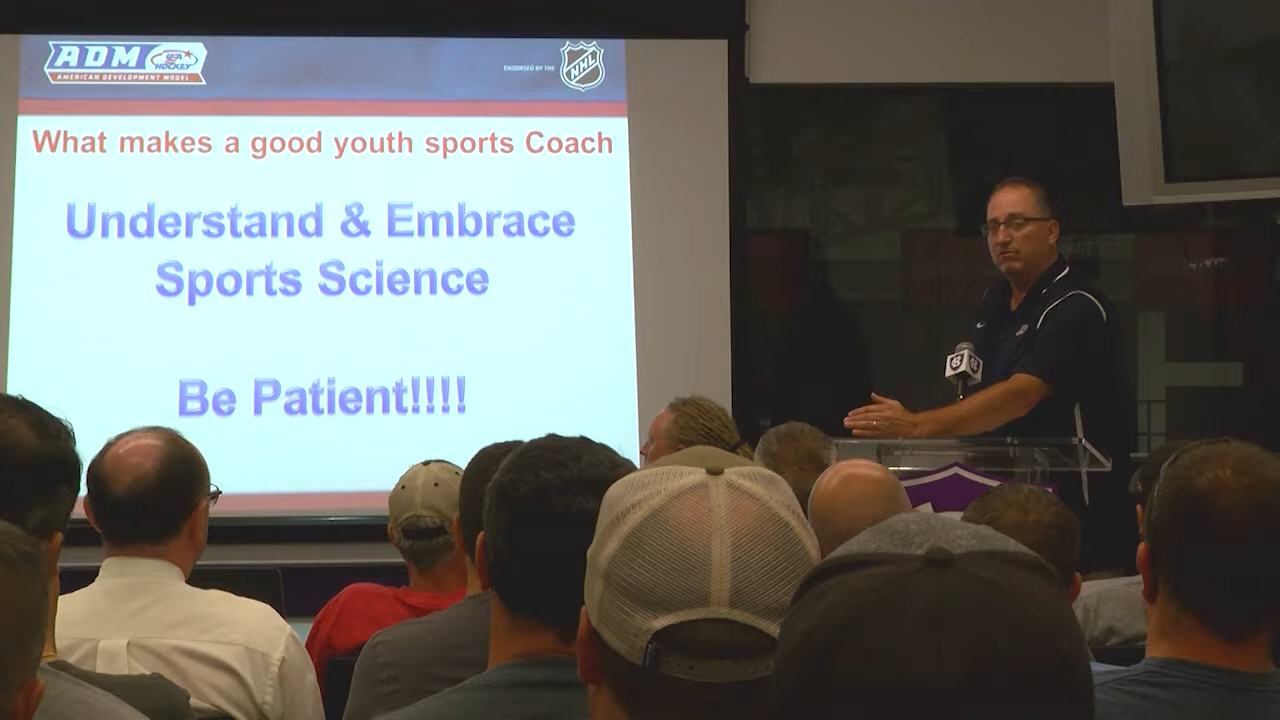 ADM
USA
HOCKEY
AMERICAN DEVELOPMENT MODEL
ENDORSED BY THE
NHL
What makes a good youth sports Coach
Understand & Embrace
Sports Science
Be Patient!!!!